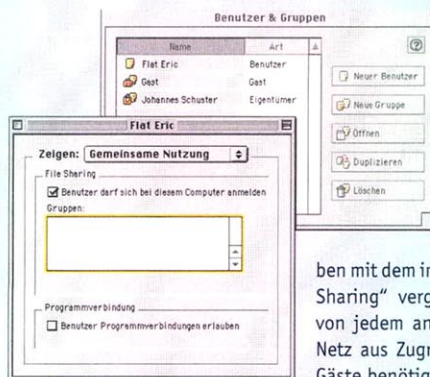 Benutzer & Gruppen
Name Art
Flat Eric Benutzer
Gast Gast
Johannes Schuster Eigentümer
Neuer Benutzer
Neue Gruppe
Öffnen
Duplizieren
Löschen
Flat Eric
Zeigen: Gemeinsame Nutzung
File Sharing
Benutzer darf sich bei diesem Computer anmelden
Gruppen:
Programmverbindung
Benutzer Programmverbindungen erlauben
ben mit dem
Sharing“ verg
von jedem an
Netz aus Zugr
Gäste benötig